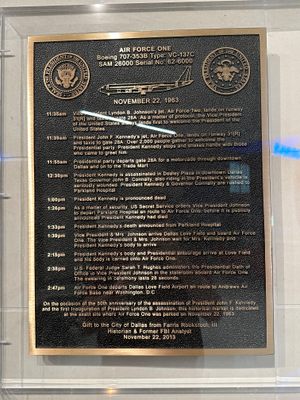 AIR FORCE ONE
Boeing 707-353B Type: VC-137C
SAM 26000 Serial No: 62-6000
NOVEMBER 22, 1963
11:35am Vice President Lyndon B. Johnson's jet, Air Force Two, lands on runway
31[R] and taxis to gate 28A. As a matter of protocol, the Vice President
of the United States lands first to welcome the President of the
United States
11:39am President John F. Kennedy's jet, Air Force One, lands on runway 31[R]
and taxis to gate 28A. Over 2,000 people gather to welcome the
presidential party. President Kennedy stops and shakes hands with those
who came to greet him
11:55am Presidential party departs gate 28A for a motorcade through downtown
Dallas and on to the Trade Mart
12:30pm President Kennedy is assassinated in Dealey Plaza in downtown Dallas
Texas Governor John B. Connally, also riding in the President's vehicle is
seriously wounded. President Kennedy & Governor Connally are rushed to
Parkland Hospital
1:00pm President Kennedy is pronounced dead
1:26pm As a matter of security, US Secret Service orders Vice President Johnson
to depart Parkland Hospital en route to Air Force One, before it is publicly
announced President Kennedy had died
1:33pm President Kennedy's death announced from Parkland Hospital
Vice President & Mrs. Johnson arrive Dallas Love Field and board Air Force
One. The Vice President & Mrs. Johnson wait for Mrs. Kennedy and
President Kennedy's body to arrive
2:15pm President Kennedy's body and Presidential entourage arrive at Love Field
and his body is carried onto Air Force One.
2:38pm U.S. Federal Judge Sarah T. Hughes administers the Presidential Oath of
Office to Vice President Johnson in the stateroom aboard Air Force One
The swearing in ceremony lasts 28 seconds
2:47pm Air Force One departs Dallas Love Field Airport en route to Andrews Air
Force Base near Washington, D.C.
On the occasion of the 50th anniversary of the assassination of President John F. Kennedy
and the first inauguration of President Lyndon B. Johnson, this historical marker is dedicated
at the exact site where Air Force One was parked on November 22, 1963
Gift to the City of Dallas from Farris Rookstool, III
Historian & Former FBI Analyst
November 22, 2013